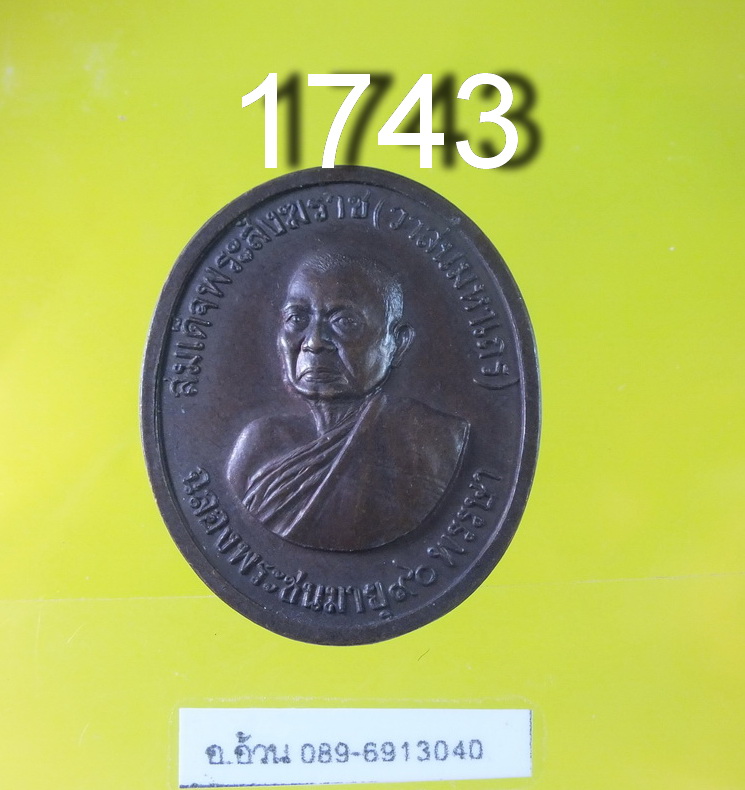 1743
สมเด็จพระสังฆราช(วาสนมหาเถร)
ฉลองพระชนมายุ๙๐พรรษา
อ.อ้วน 089-6913040